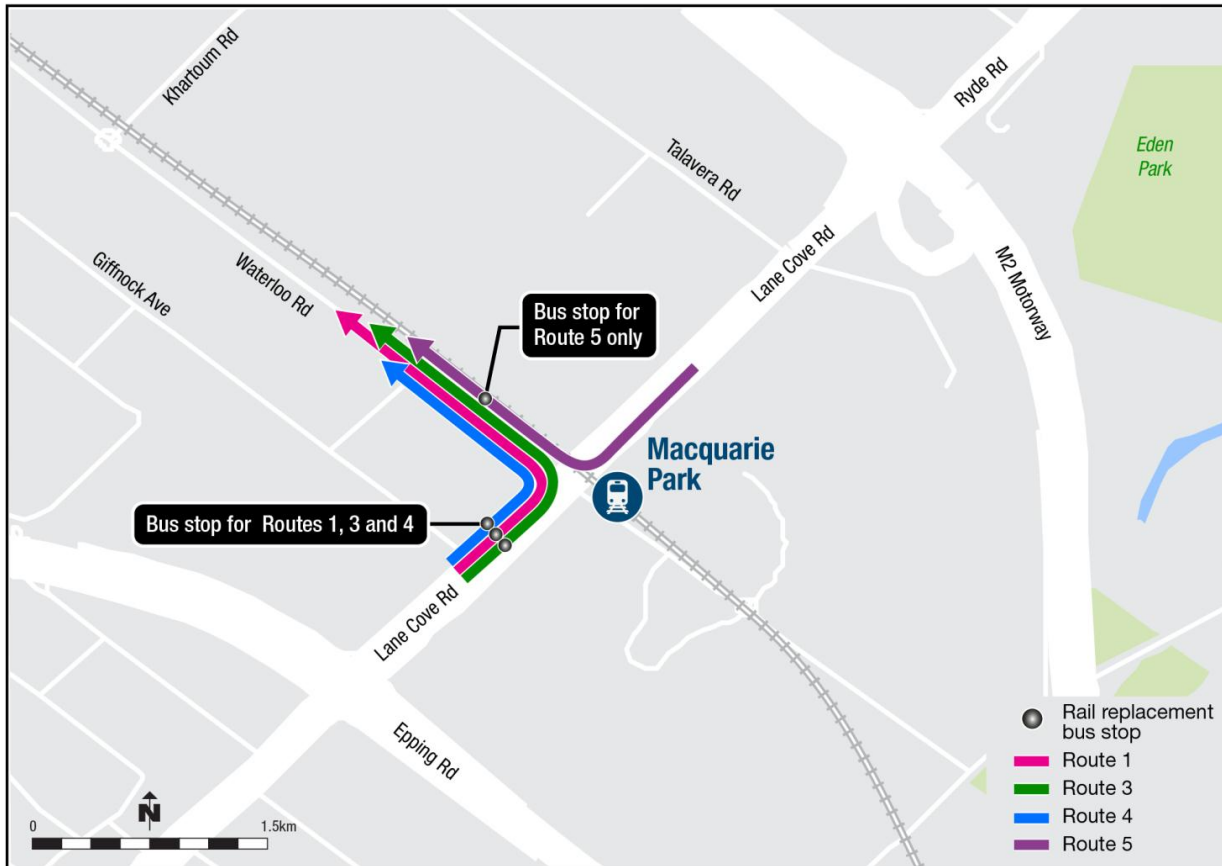 Khartoum Rd
Ryde Rd
Talavera Rd
Eden
Park
Giffnock Ave
Waterloo Rd
Lane Cove Rd
M2 Motorway
Bus stop for
Route 5 only
Macquarie
Park
Bus stop for Routes 1, 3 and 4
Lane Cove Rd
Epping Rd
Rail replacement
bus stop
Route 1
Route 3
Route 4
Route 5
N
0 1.5km